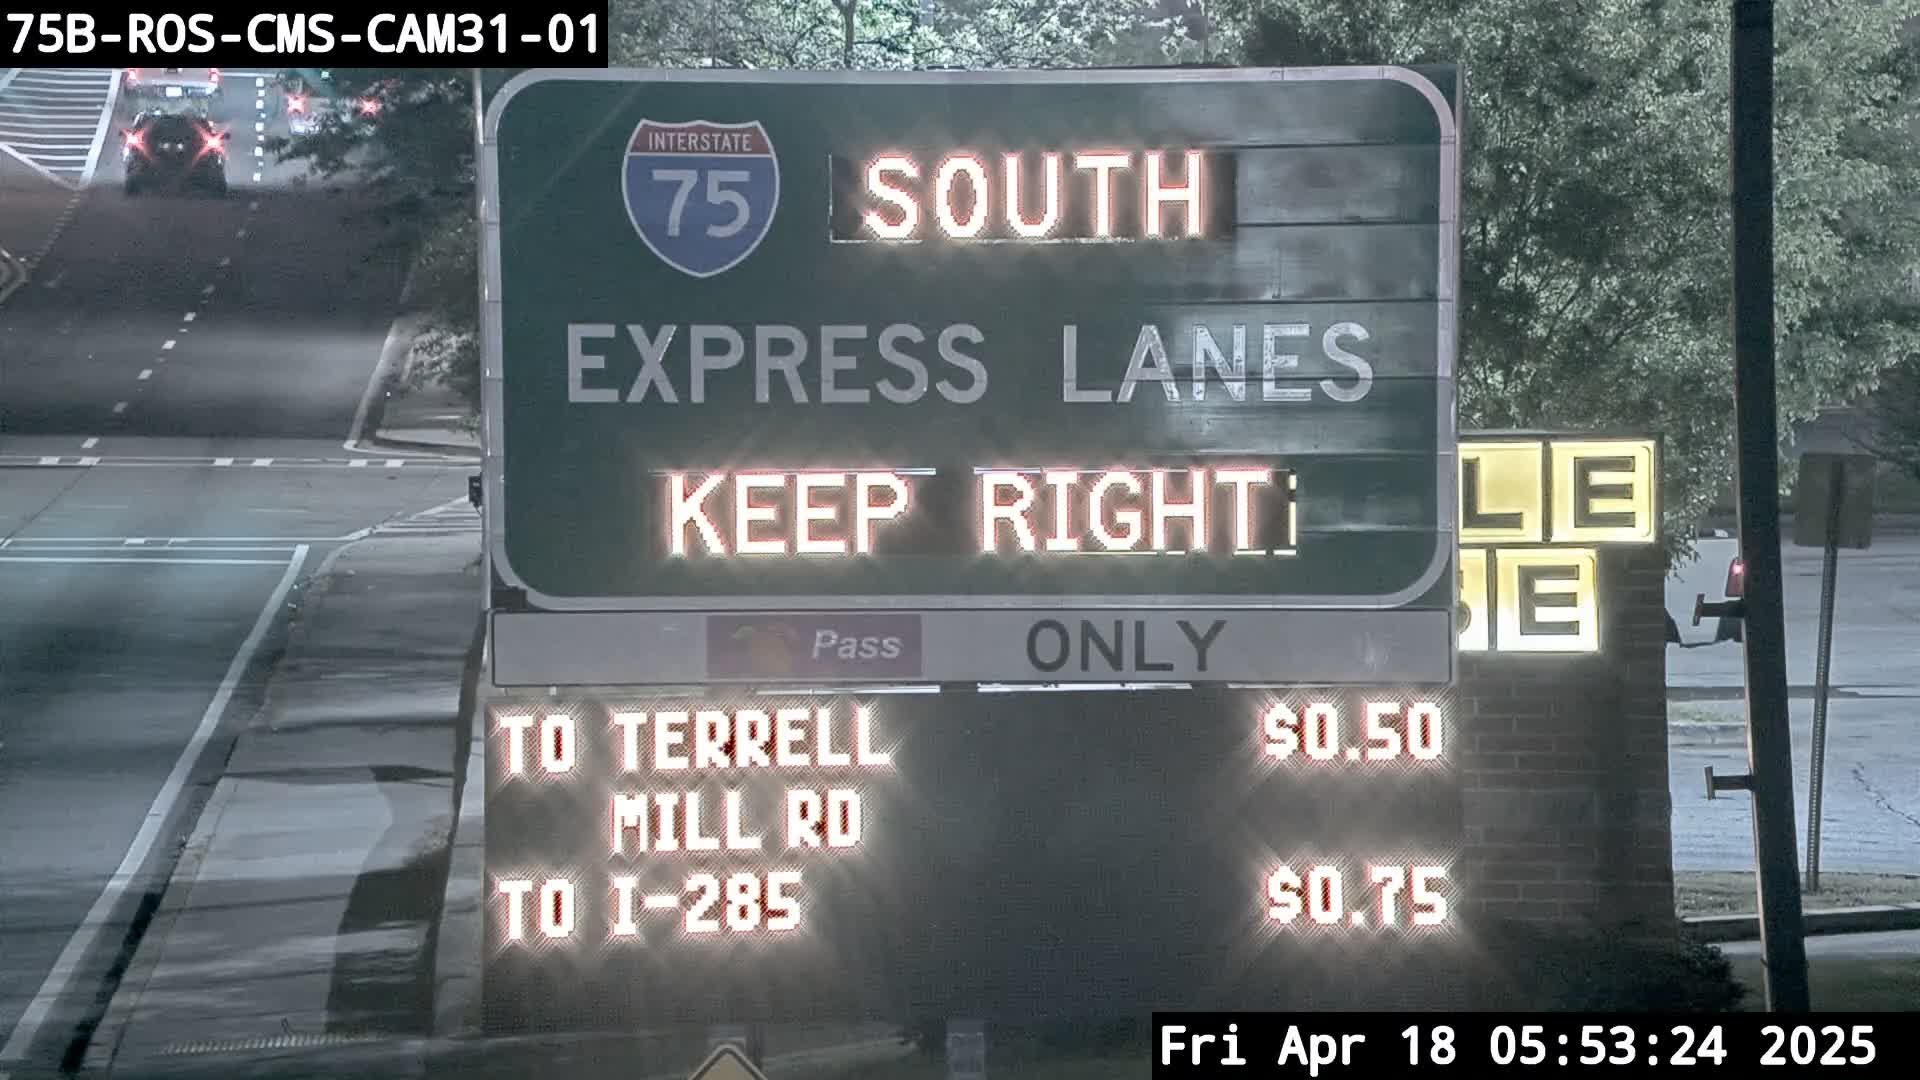 75B-ROS-CMS-CAM31-01
INTERSTATE
75
SOUTH
EXPRESS LANES
KEEP RIGHT
Pass ONLY
LE
E
TO TERRELL $0.50
MILL RD
TO I-285 $0.75
Fri Apr 18 05:53:24 2025